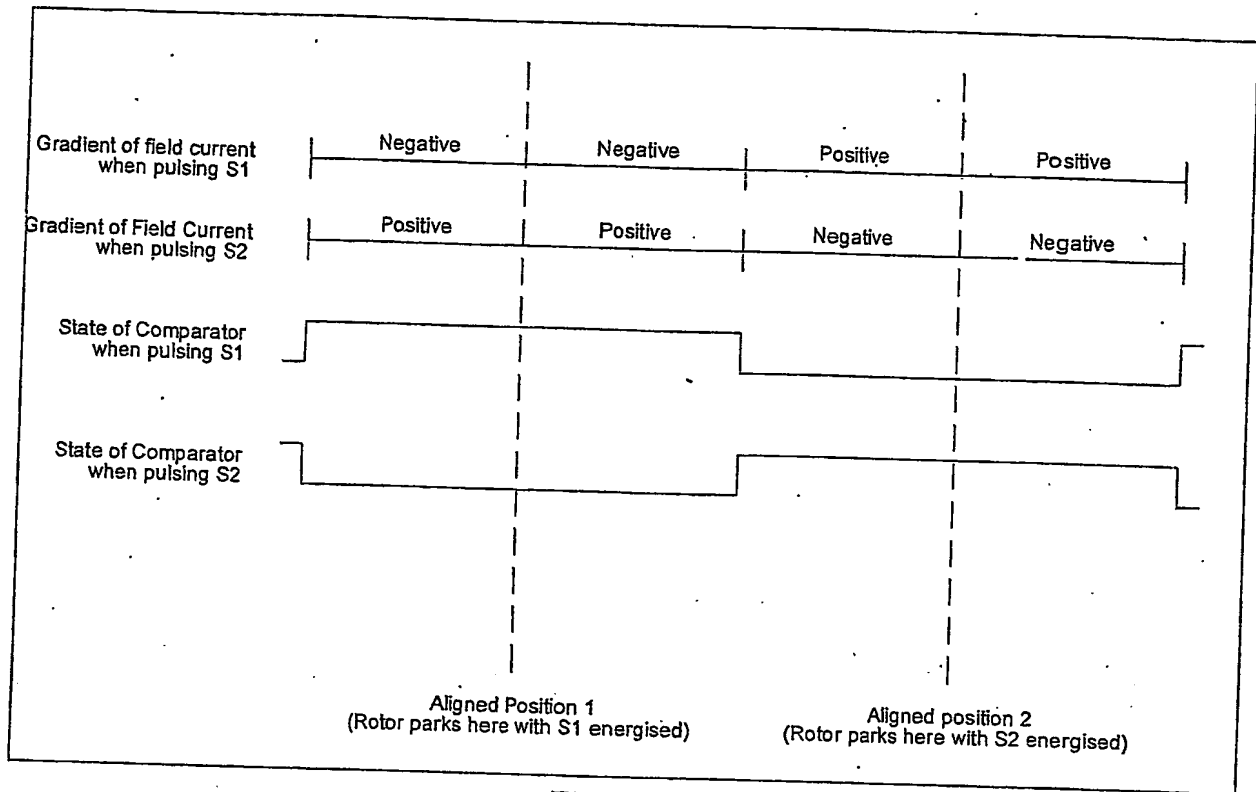 Gradient of field current
when pulsing S1
Negative
Negative
Positive
Positive
Gradient of Field Current
when pulsing S2
Positive
Positive
Negative
Negative
State of Comparator
when pulsing S1
State of Comparator
when pulsing S2
Aligned Position 1
(Rotor parks here with S1 energised)
Aligned position 2
(Rotor parks here with S2 energised)